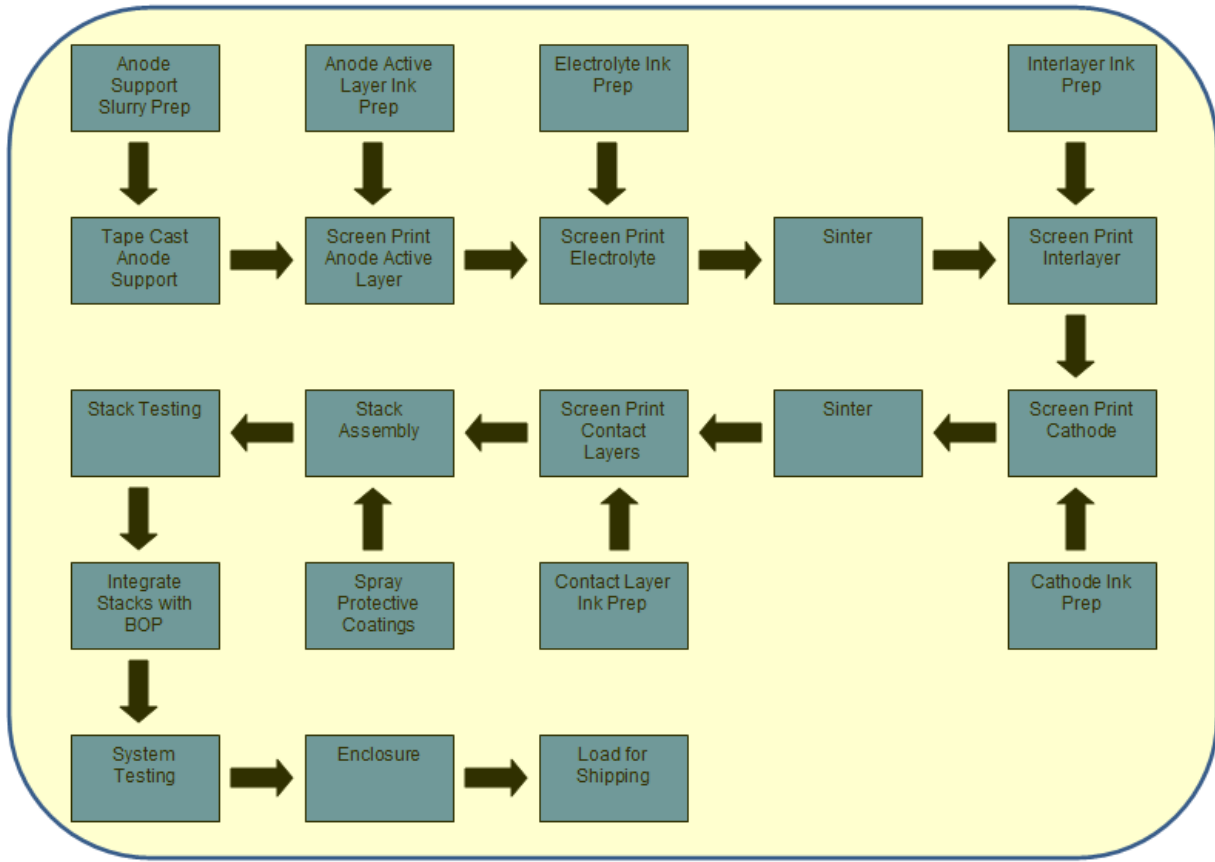 Anode
Support
Slurry Prep
Anode Active
Layer Ink
Prep
Electrolyte Ink
Prep
Interlayer Ink
Prep
Tape Cast
Anode
Support
Screen Print
Anode Active
Layer
Screen Print
Electrolyte
Sinter
Screen Print
Interlayer
Stack Testing
Stack
Assembly
Screen Print
Contact
Layers
Sinter
Screen Print
Cathode
Integrate
Stacks with
BOP
Spray
Protective
Coatings
Contact Layer
Ink Prep
Cathode Ink
Prep
System
Testing
Enclosure
Load for
Shipping